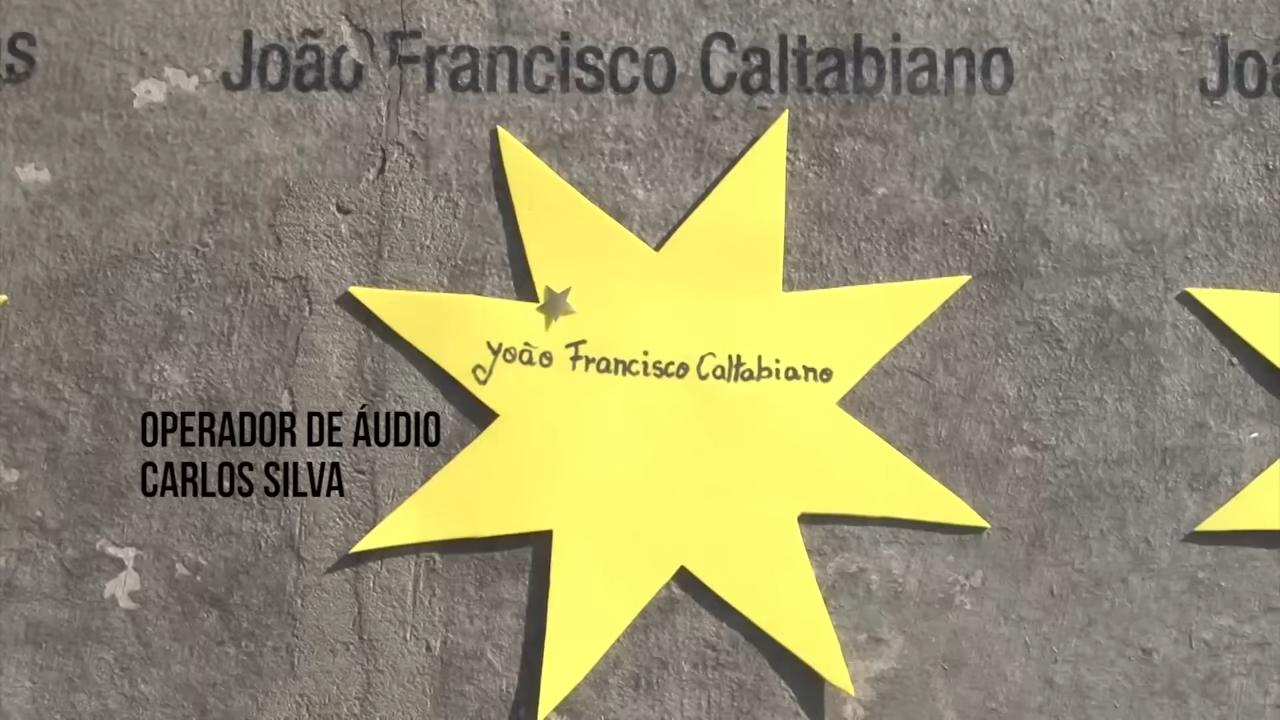 João Francisco Caltabiano
João Francisco Caltabiano
OPERADOR DE ÁUDIO
CARLOS SILVA